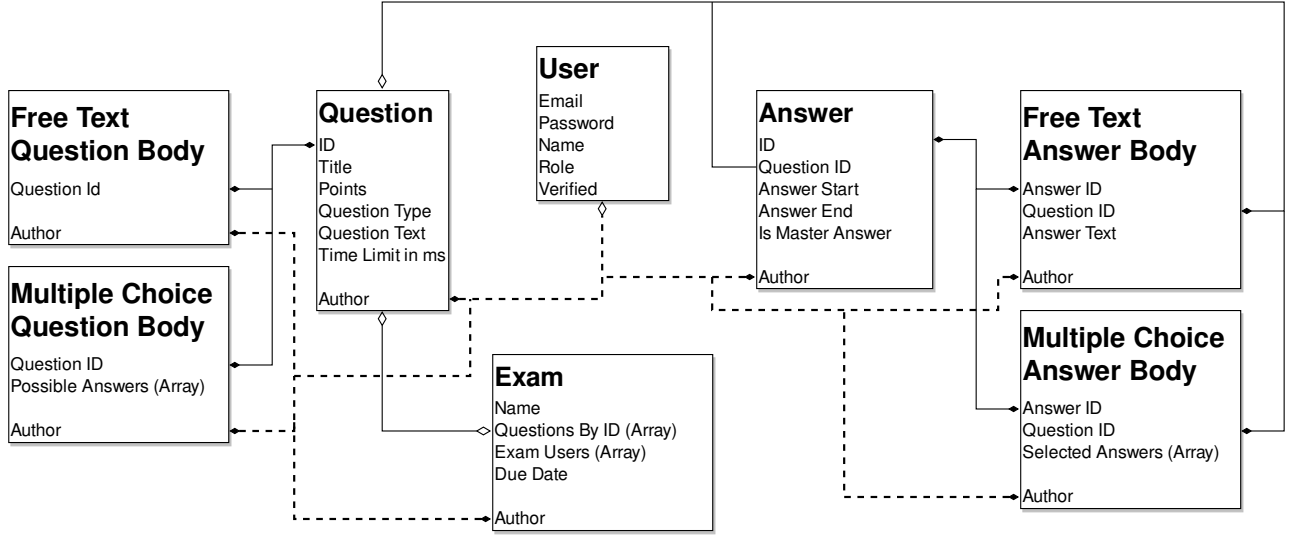 Free Text
Question Body
Question Id
Author
Multiple Choice
Question Body
Question ID
Possible Answers (Array)
Author
Question
ID
Title
Points
Question Type
Question Text
Time Limit in ms
Author
User
Email
Password
Name
Role
Verified
Exam
Name
Questions By ID (Array)
Exam Users (Array)
Due Date
Author
Answer
ID
Question ID
Answer Start
Answer End
Is Master Answer
Author
Free Text
Answer Body
Answer ID
Question ID
Answer Text
Author
Multiple Choice
Answer Body
Answer ID
Question ID
Selected Answers (Array)
Author